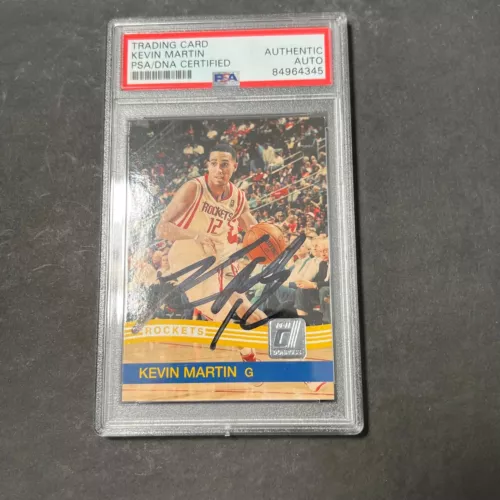 TRADING CARD
KEVIN MARTIN
PSA/DNA CERTIFIED
AUTHENTIC
AUTO
84964345
PSA
ROCKETS
12
ROCKETS
KEVIN MARTIN G